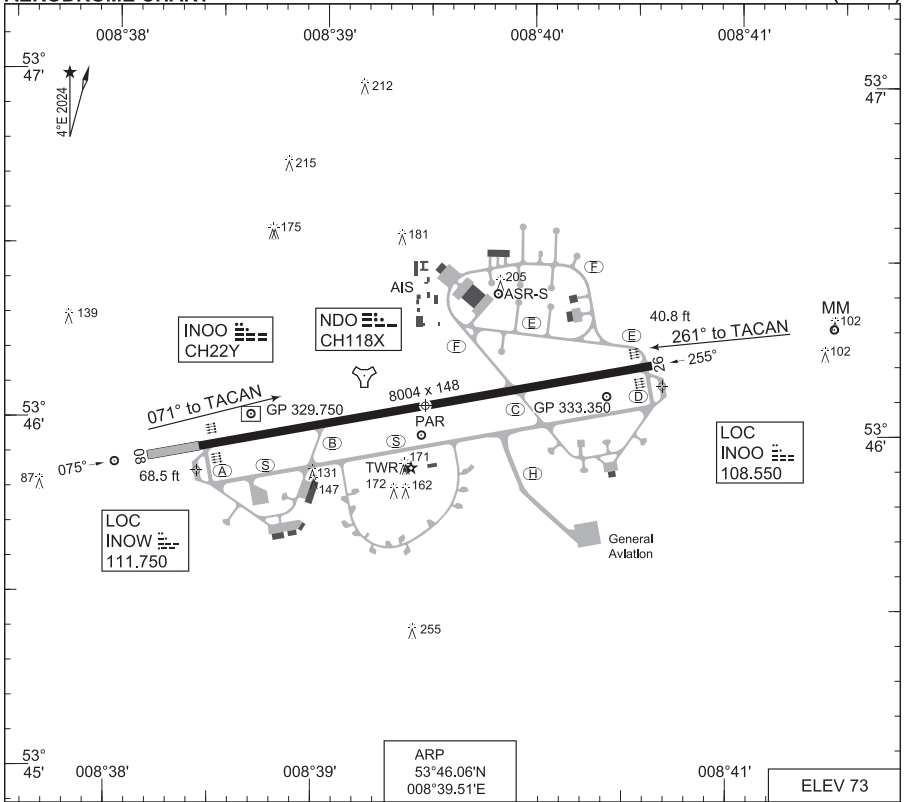 008°38'
008°39'
008°40'
008°41'
53°
47'
53°
47'
4°E 2024
212
215
175
181
205
AIS
ASR-S
F
139
INOO
CH22Y
NDO
CH118X
E
E
40.8 ft
MM
102
102
F
261° to TACAN
26
255°
071° to TACAN
8004 x 148
53°
46'
GP 329.750
PAR
C
GP 333.350
D
53°
46'
08
B
S
075°
68.5 ft
A
S
87
131
147
TWR
171
172
162
H
LOC
INOO
108.550
LOC
INOW
111.750
General
Aviation
255
53°
45'
008°38'
008°39'
ARP
53°46.06'N
008°39.51'E
008°41'
ELEV 73